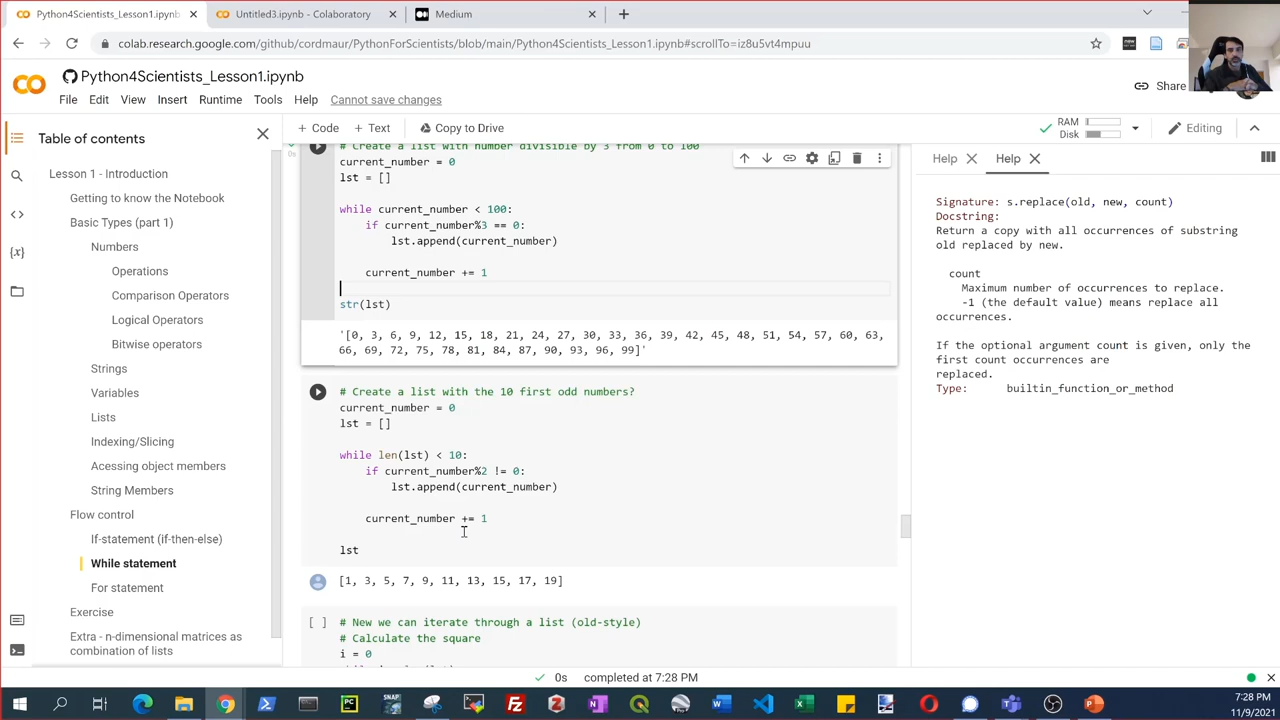 Python4Scientists_Lesson1.ipynb
Untitled3.ipynb - Colaboratory
Medium
colab.research.google.com/github/cordmaur/PythonForScientists/blob/main/Python4Scientists_Lesson1.ipynb#scrollTo=iz8u5vt4mpuu
Python4Scientists_Lesson1.ipynb
File Edit View Insert Runtime Tools Help Cannot save changes
Share
Table of contents
+ Code + Text Copy to Drive
RAM
Disk
Editing
Lesson 1 - Introduction
Getting to know the Notebook
Basic Types (part 1)
Numbers
Operations
Comparison Operators
Logical Operators
Bitwise operators
Strings
Variables
Lists
Indexing/Slicing
Acessing object members
String Members
Flow control
If-statement (if-then-else)
While statement
For statement
Exercise
Extra - n-dimensional matrices as
combination of lists
0s
# Create a list with number divisible by 3 from 0 to 100
current_number = 0
lst = []
while current_number < 100:
if current_number%3 == 0:
lst.append(current_number)
current_number += 1
str(lst)
'[0, 3, 6, 9, 12, 15, 18, 21, 24, 27, 30, 33, 36, 39, 42, 45, 48, 51, 54, 57, 60, 63,
66, 69, 72, 75, 78, 81, 84, 87, 90, 93, 96, 99]'
# Create a list with the 10 first odd numbers?
current_number = 0
lst = []
while len(lst) < 10:
if current_number%2 != 0:
lst.append(current_number)
current_number += 1
lst
[1, 3, 5, 7, 9, 11, 13, 15, 17, 19]
[ ] # New we can iterate through a list (old-style)
# Calculate the square
i = 0
Help Help
Signature: s.replace(old, new, count)
Docstring:
Return a copy with all occurrences of substring
old replaced by new.
count
Maximum number of occurrences to replace.
-1 (the default value) means replace all
occurrences.
If the optional argument count is given, only the
first count occurrences are
replaced.
Type: builtin_function_or_method
0s completed at 7:28 PM
7:28 PM
11/9/2021